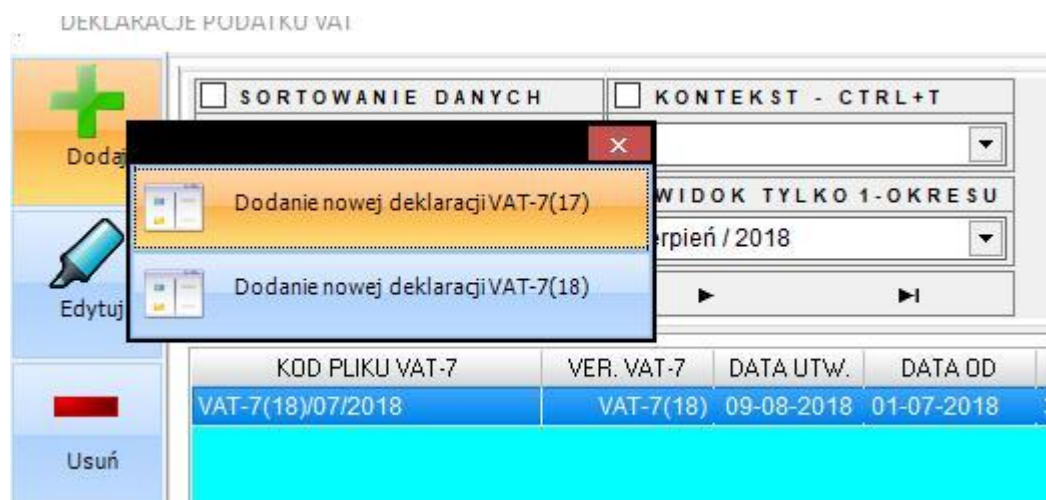 DEKLARACJE PODATKU VAT
SORTOWANIE DANYCH
KONTEKST - CTRL+T
Dodaj
Dodanie nowej deklaracji VAT-7(17)
WIDOK TYLKO 1-OKRESU
rpień / 2018
Dodanie nowej deklaracji VAT-7(18)
Edytuj
KOD PLIKU VAT-7 VER. VAT-7 DATA UTW. DATA OD
VAT-7(18)/07/2018 VAT-7(18) 09-08-2018 01-07-2018
Usuń